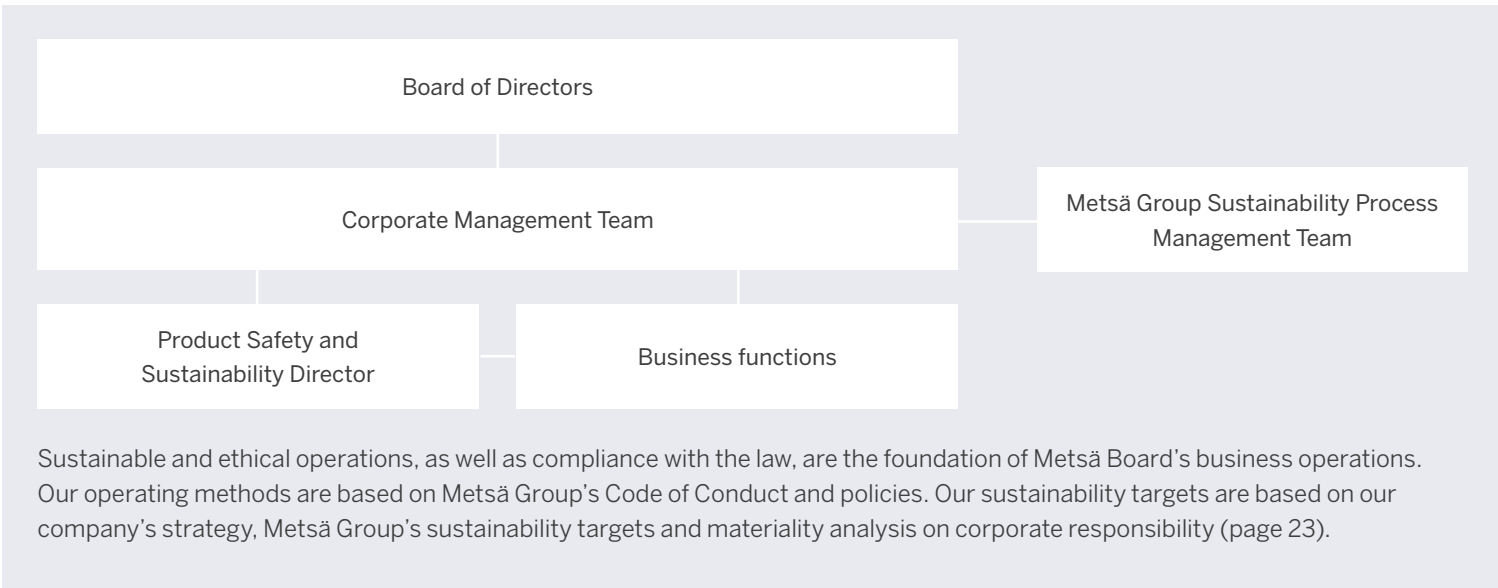 Board of Directors
Corporate Management Team
Metsä Group Sustainability Process
Management Team
Product Safety and
Sustainability Director
Business functions
Sustainable and ethical operations, as well as compliance with the law, are the foundation of Metsä Board’s business operations.
Our operating methods are based on Metsä Group’s Code of Conduct and policies. Our sustainability targets are based on our
company’s strategy, Metsä Group’s sustainability targets and materiality analysis on corporate responsibility (page 23).